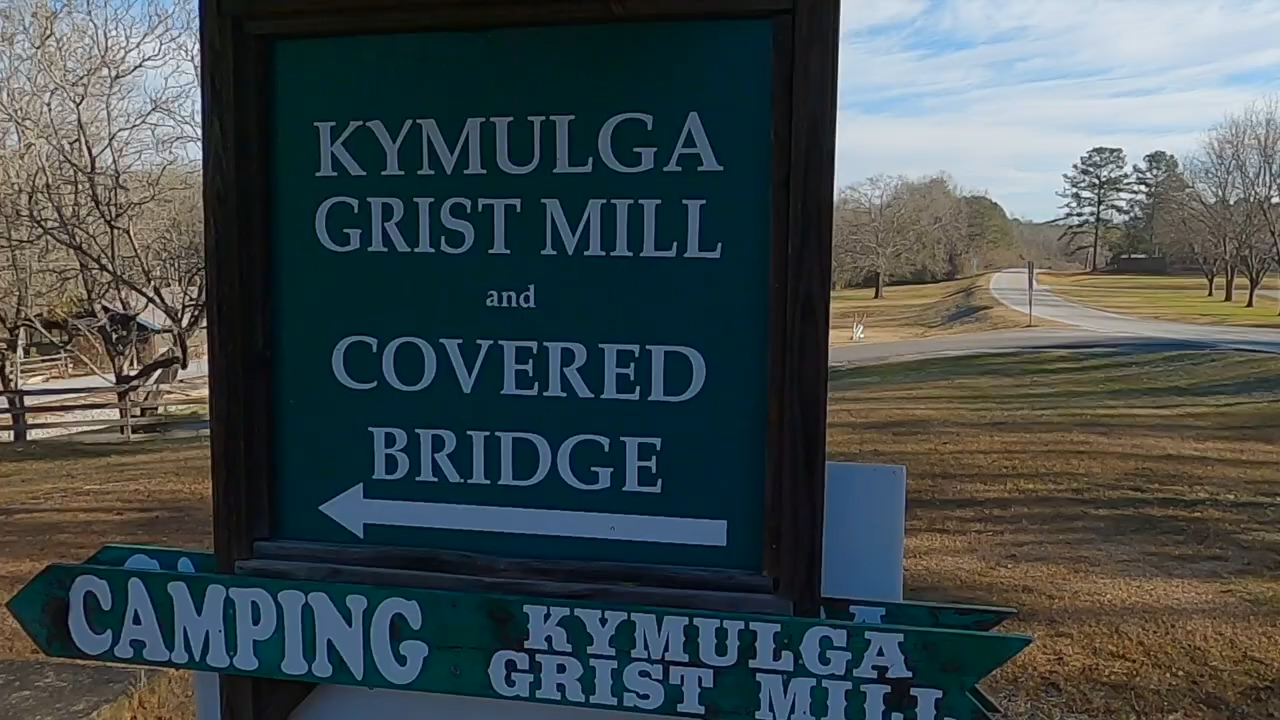 KYMULGA
GRIST MILL
and
COVERED
BRIDGE
CAMPING
KYMULGA
GRIST MILL